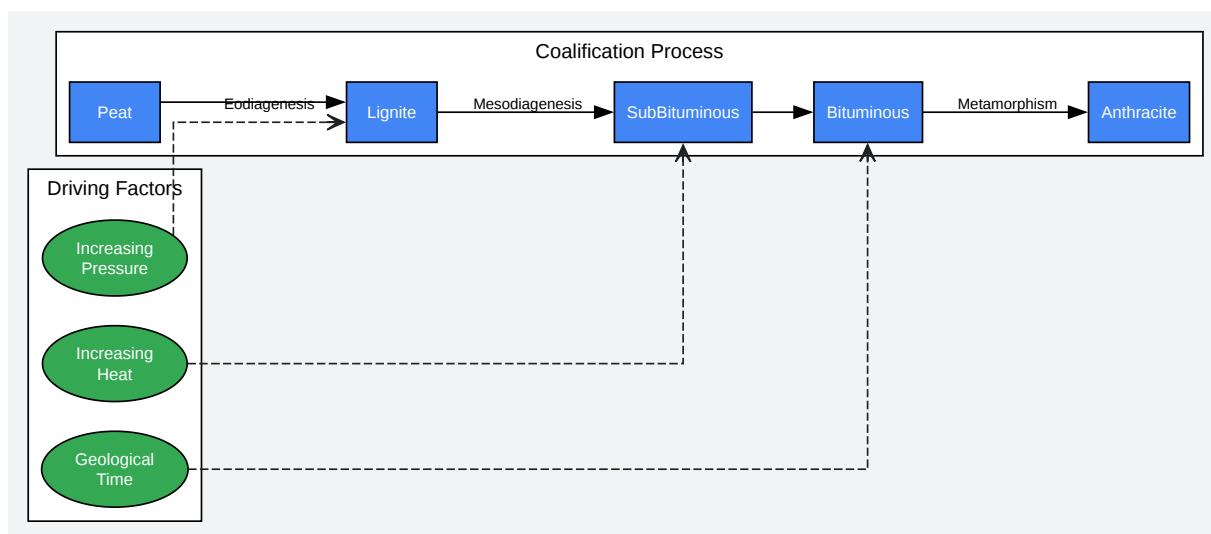 Coalification Process
Peat
Eodiagenesis
Lignite
Mesodiagenesis
SubBituminous
Bituminous
Metamorphism
Anthracite
Driving Factors
Increasing
Pressure
Increasing
Heat
Geological
Time